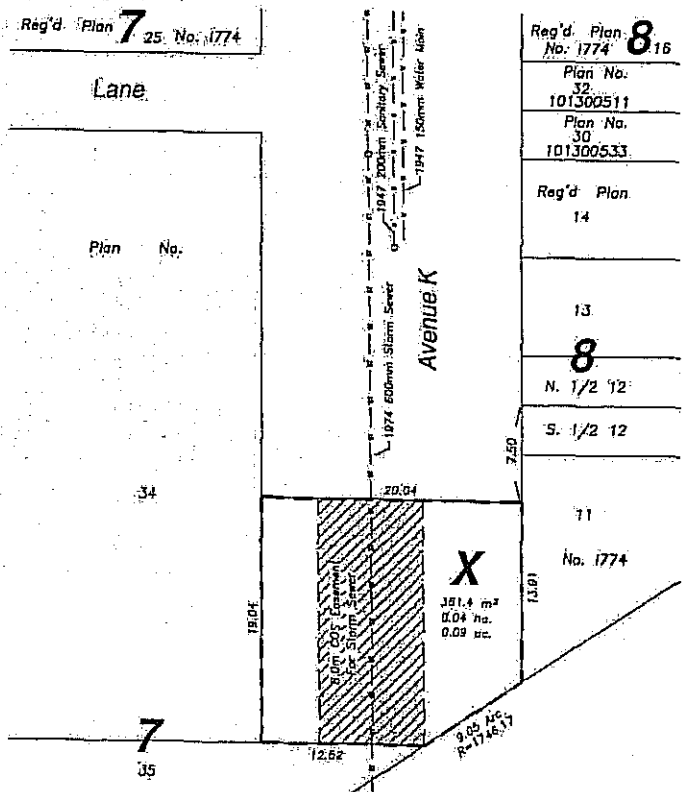 Reg'd Plan 7 25 No. 1774
Lane
Plan No.
34
7
35
1947 200mm Sanitary Sewer
1947 150mm Water Main
1974 600mm Storm Sewer
Avenue K
Reg'd Plan 8 16
No. 1774
Plan No.
32
101300511
Plan No.
30
101300533
Reg'd Plan
14
13
8
N. 1/2 12
S. 1/2 12
7.50
11
No. 1774
20.04
19.04
8.0m COS Easement
For Storm Sewer
X
361.4 m²
0.04 ha.
0.09 ac.
12.62
9.05 Arc